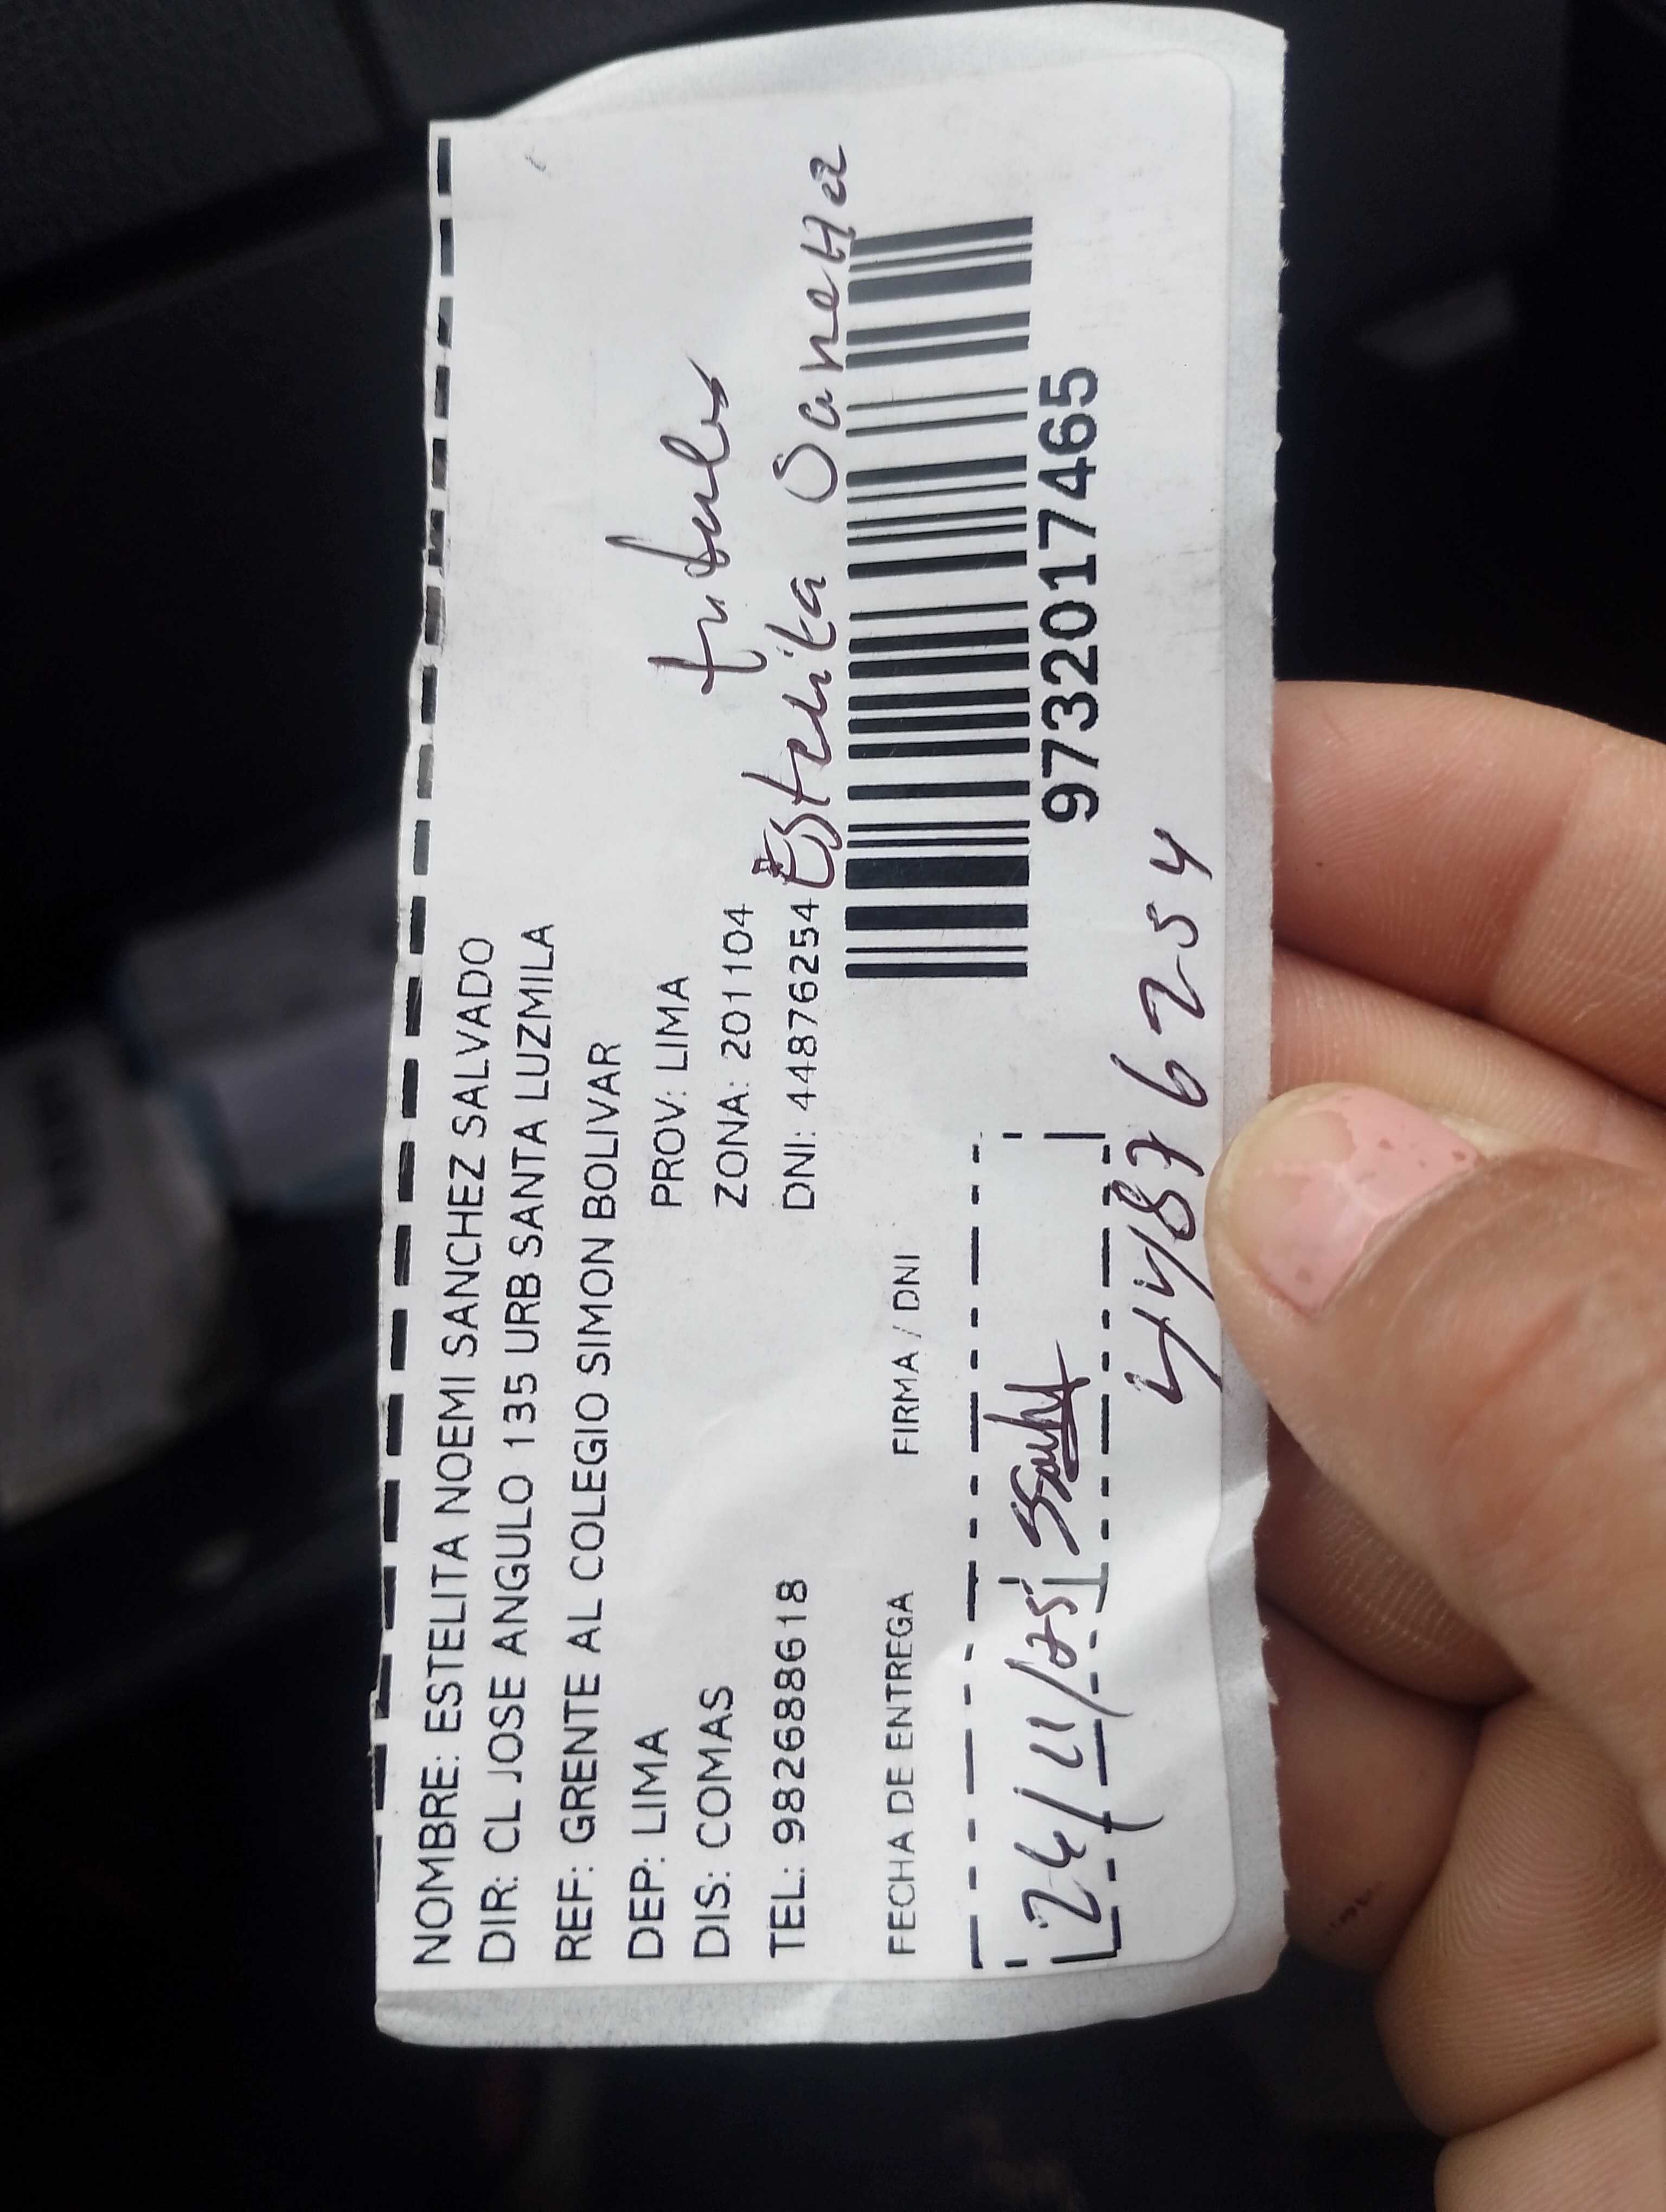 NOMBRE: ESTELITA NOEMI SANCHEZ SALVADO
DIR: CL JOSE ANGULO 135 URB SANTA LUZMILA
REF: GRENTE AL COLEGIO SIMON BOLIVAR
DEP: LIMA PROV: LIMA
DIS: COMAS ZONA: 201104
TEL: 982688618 DNI: 44876254
Estelita
FECHA DE ENTREGA FIRMA / DNI
24/11/25
9732017465
44876254